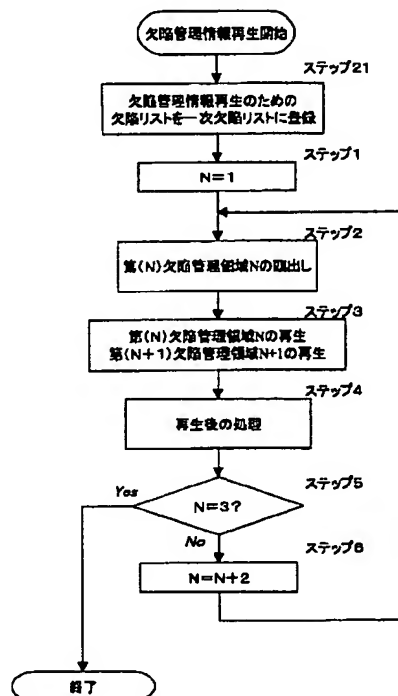 欠陥管理情報再生開始
ステップ21
欠陥管理情報再生のための
欠陥リストを一次欠陥リストに登録
ステップ1
N=1
ステップ2
第(N)欠陥管理領域Nの頭出し
ステップ3
第(N)欠陥管理領域Nの再生
第(N+1)欠陥管理領域N+1の再生
ステップ4
再生後の処理
ステップ5
Yes
N=3?
No
ステップ6
N=N+2
終了